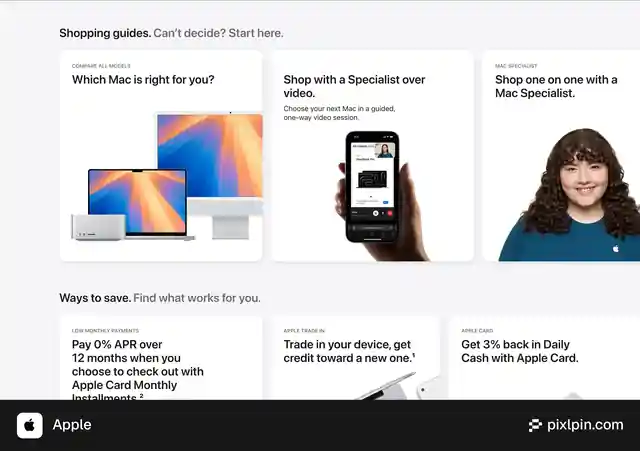 Shopping guides. Can't decide? Start here.
COMPARE ALL MODELS
Which Mac is right for you?
Shop with a Specialist over
video.
Choose your next Mac in a guided,
one-way video session.
MAC SPECIALIST
Shop one on one with a
Mac Specialist.
Ways to save. Find what works for you.
LOW MONTHLY PAYMENTS
Pay 0% APR over
12 months when you
choose to check out with
Apple Card Monthly
Installments.²
APPLE TRADE IN
Trade in your device, get
credit toward a new one.¹
APPLE CARD
Get 3% back in Daily
Cash with Apple Card.
Apple
pixlpin.com